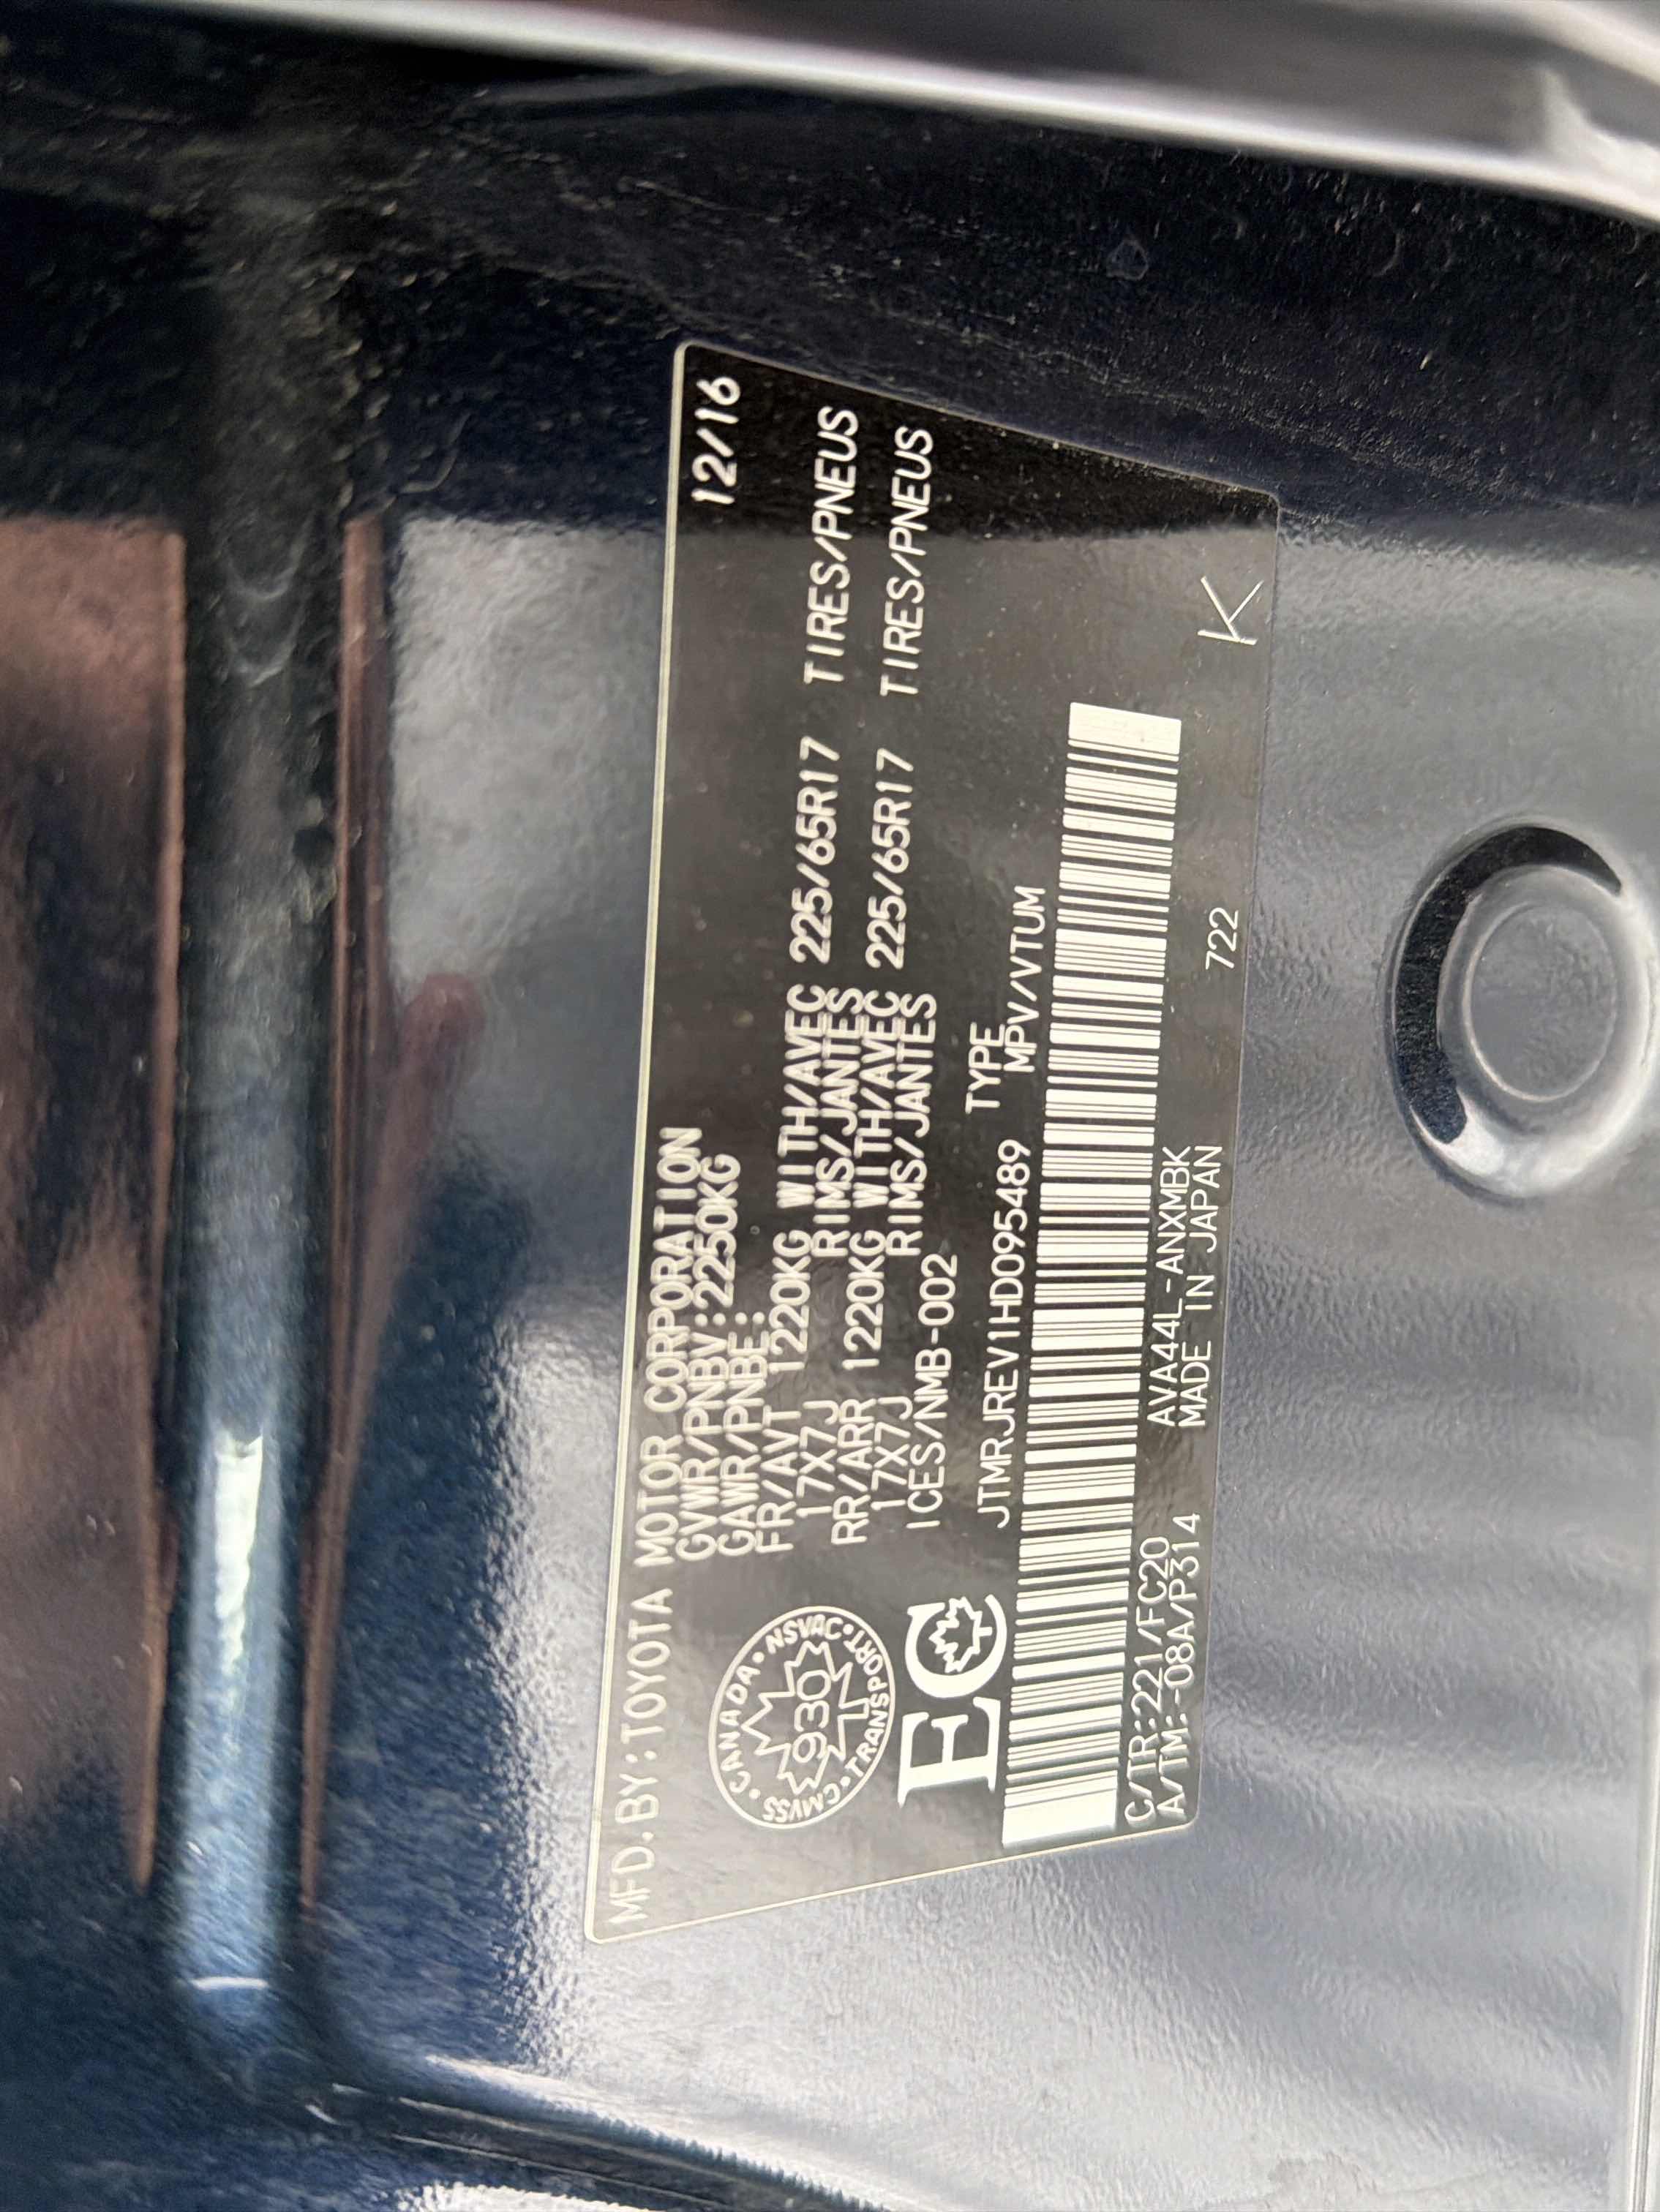 MFD.BY:TOYOTA MOTOR CORPORATION 12/16
GVWR/PNBV:2250KG
GAWR/PNBE:
FR/AVT 1220KG WITH/AVEC 225/65R17 TIRES/PNEUS
17X7J RIMS/JANTES
RR/ARR 1220KG WITH/AVEC 225/65R17 TIRES/PNEUS
17X7J RIMS/JANTES
ICES/NMB-002
CANADA • NSVAC • TRANSPORT • CMVSS •
930
EC
JTMRJREV1HD095489 TYPE MPV/VTUM
C/TR:221/FC20 AVA44L-ANXMBK 722
A/TM:-08A/P314 MADE IN JAPAN
K